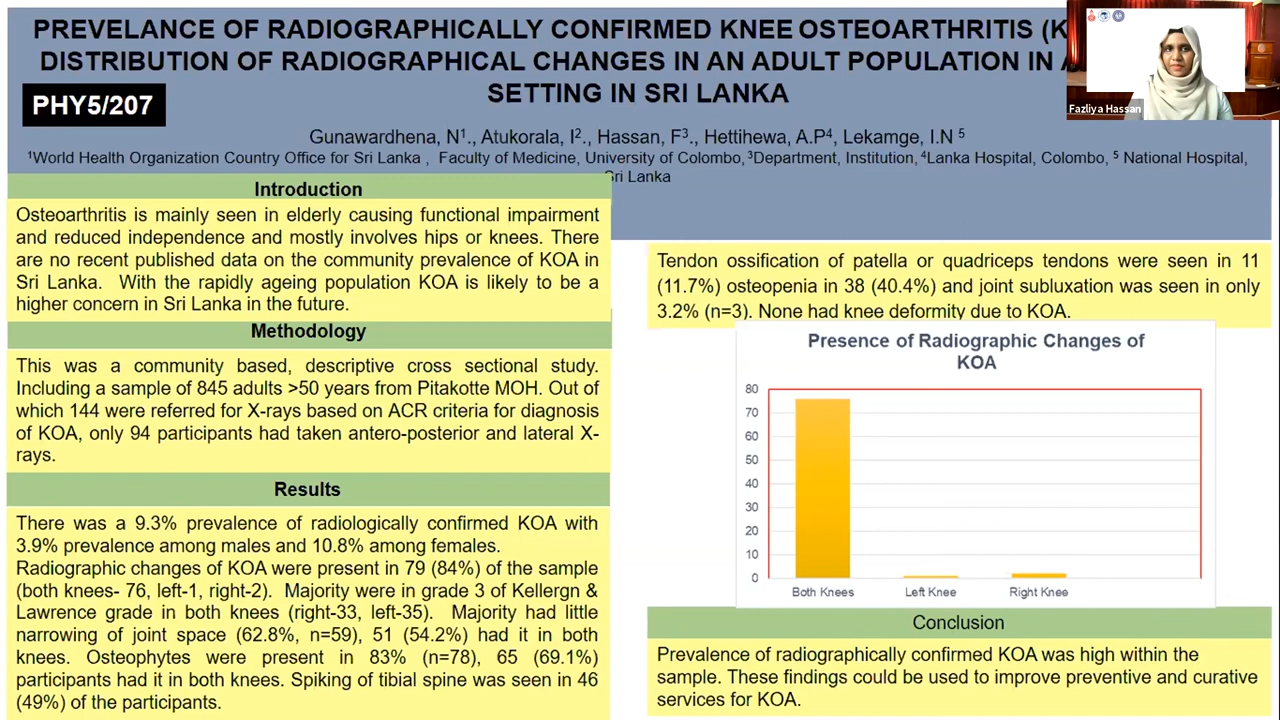 PREVELANCE OF RADIOGRAPHICALLY CONFIRMED KNEE OSTEOARTHRITIS (K
DISTRIBUTION OF RADIOGRAPHICAL CHANGES IN AN ADULT POPULATION IN A
SETTING IN SRI LANKA
PHY5/207
Fazliya Hassan
Gunawardhena, N¹., Atukorala, I²., Hassan, F³., Hettihewa, A.P⁴, Lekamge, I.N ⁵
¹World Health Organization Country Office for Sri Lanka , Faculty of Medicine, University of Colombo,³Department, Institution,⁴Lanka Hospital, Colombo, ⁵ National Hospital,
Sri Lanka
Introduction
Osteoarthritis is mainly seen in elderly causing functional impairment
and reduced independence and mostly involves hips or knees. There
are no recent published data on the community prevalence of KOA in
Sri Lanka. With the rapidly ageing population KOA is likely to be a
higher concern in Sri Lanka in the future.
Methodology
This was a community based, descriptive cross sectional study.
Including a sample of 845 adults >50 years from Pitakotte MOH. Out of
which 144 were referred for X-rays based on ACR criteria for diagnosis
of KOA, only 94 participants had taken antero-posterior and lateral X-
rays.
Results
There was a 9.3% prevalence of radiologically confirmed KOA with
3.9% prevalence among males and 10.8% among females.
Radiographic changes of KOA were present in 79 (84%) of the sample
(both knees- 76, left-1, right-2). Majority were in grade 3 of Kellergn &
Lawrence grade in both knees (right-33, left-35). Majority had little
narrowing of joint space (62.8%, n=59), 51 (54.2%) had it in both
knees. Osteophytes were present in 83% (n=78), 65 (69.1%)
participants had it in both knees. Spiking of tibial spine was seen in 46
(49%) of the participants.
Tendon ossification of patella or quadriceps tendons were seen in 11
(11.7%) osteopenia in 38 (40.4%) and joint subluxation was seen in only
3.2% (n=3). None had knee deformity due to KOA.
Presence of Radiographic Changes of
KOA
80
70
60
50
40
30
20
10
0
Both Knees Left Knee Right Knee
Conclusion
Prevalence of radiographically confirmed KOA was high within the
sample. These findings could be used to improve preventive and curative
services for KOA.